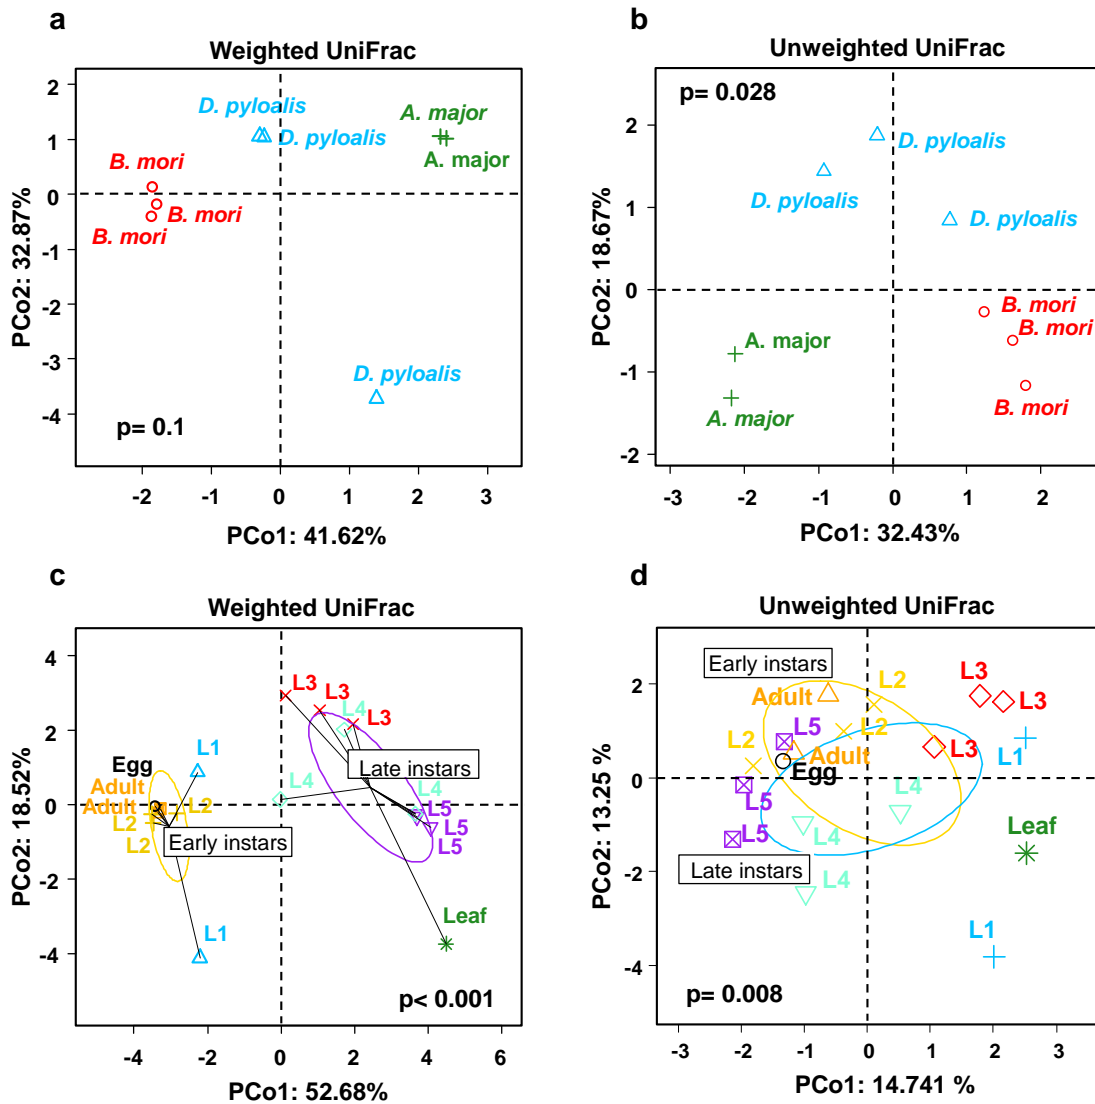 a
Weighted UniFrac
2
1
0
-1
-2
-3
-4
PCo2: 32.87%
D. pyloalis
D. pyloalis
A. major
A. major
B. mori
B. mori
B. mori
D. pyloalis
p= 0.1
-2
-1
0
1
2
3
PCo1: 41.62%
b
Unweighted UniFrac
p= 0.028
2
1
0
-1
-2
PCo2: 18.67%
D. pyloalis
D. pyloalis
D. pyloalis
B. mori
B. mori
B. mori
A. major
A. major
-3
-2
-1
0
1
2
PCo1: 32.43%
c
Weighted UniFrac
4
2
0
-2
-4
PCo2: 18.52%
L3
L3
L4
L3
L1
Egg
Adult
Adult
L2
L2
L2
Early instars
Late instars
L4
L4
L5
L5
L5
L1
Leaf
p< 0.001
-4
-2
0
2
4
6
PCo1: 52.68%
d
Unweighted UniFrac
2
0
-2
-4
PCo2: 13.25 %
Early instars
L3
L3
L2
Adult
L5
L2
L1
L2
Adult
L3
Egg
L5
L4
L5
L4
Leaf
Late instars
L4
L1
p= 0.008
-3
-2
-1
0
1
2
3
PCo1: 14.741 %